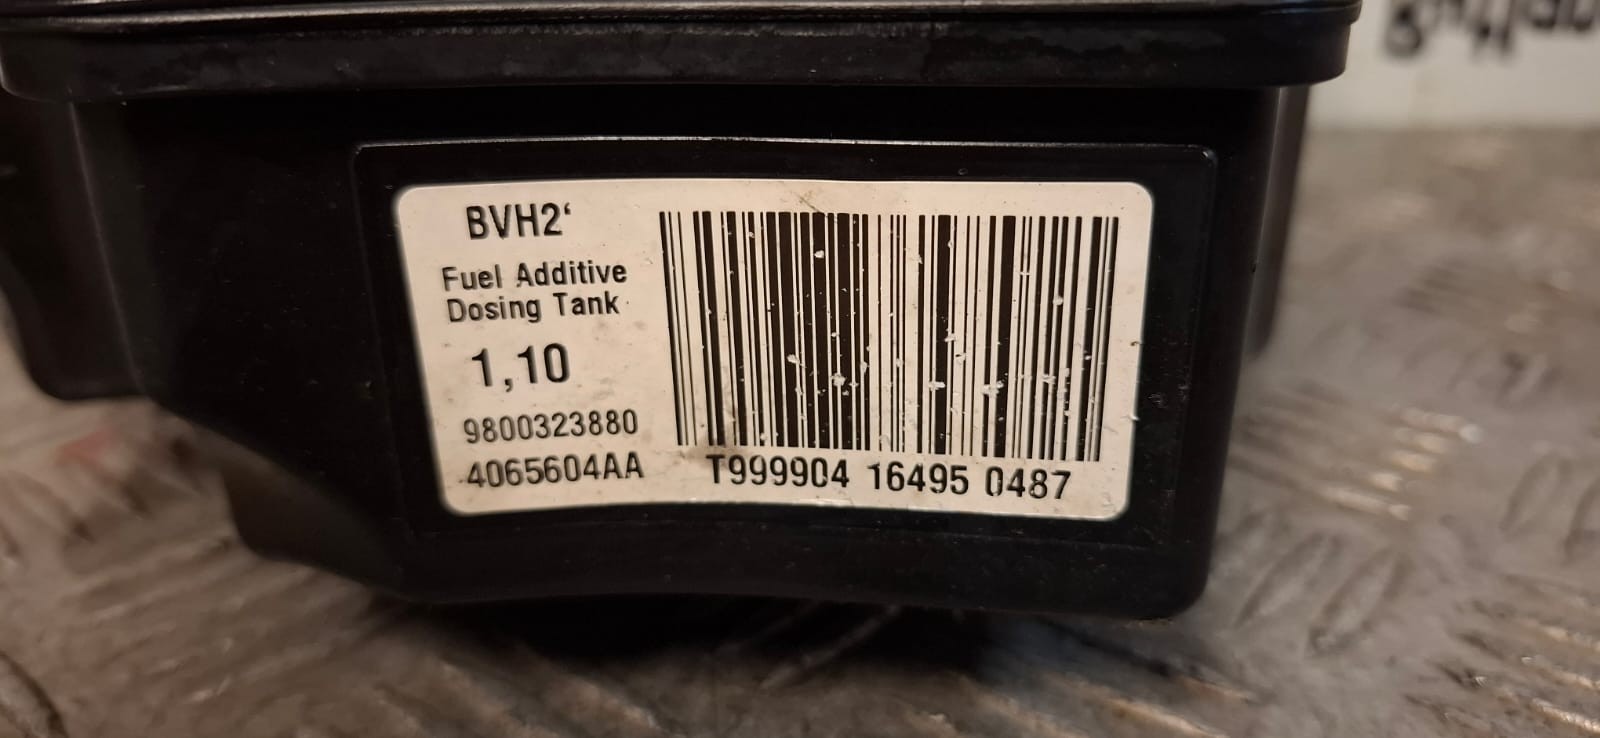 BVH2‘
Fuel Additive
Dosing Tank
1,10
9800323880
4065604AA
T999904 16495 0487